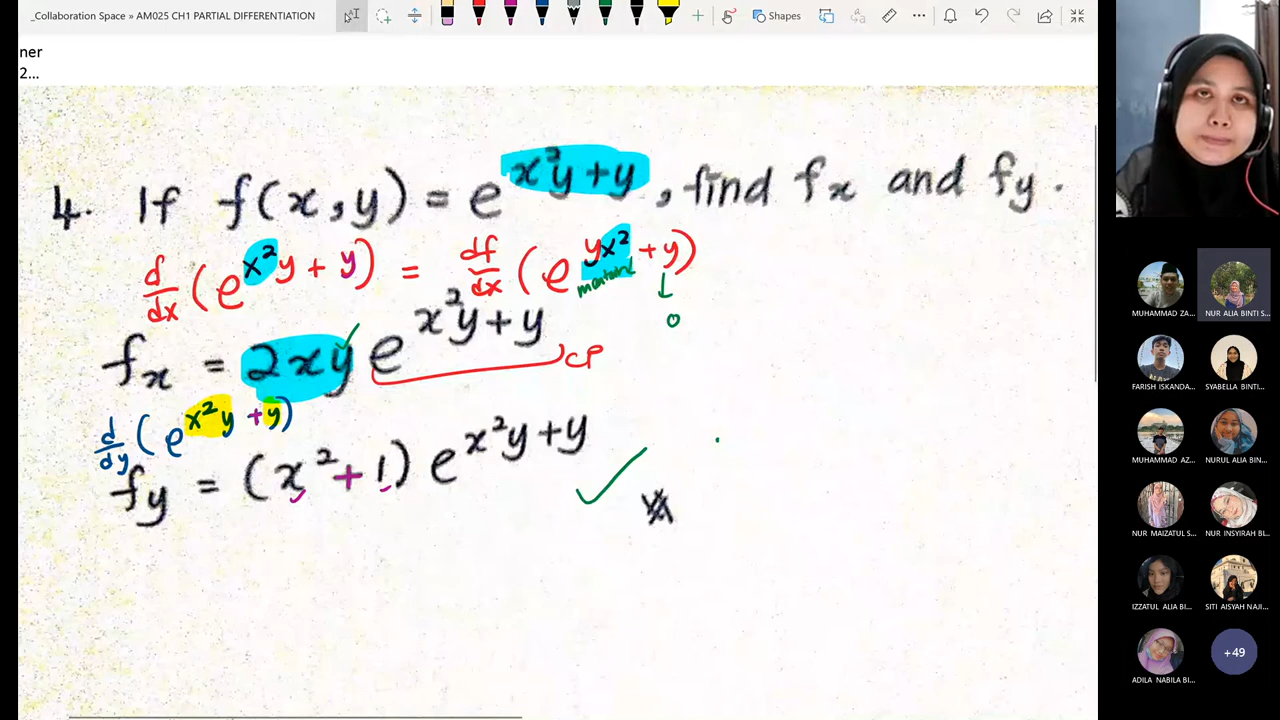 _Collaboration Space > AM025 CH1 PARTIAL DIFFERENTIATION
Shapes
ner
2...
4. If f(x,y) = e^(x²y+y), find fx and fy.
d/dx (e^(x²y + y)) = df/dx (e^(yx² + y))
maintain ↓
0
fx = 2xy e^(x²y+y)
CP
d/dy (e^(x²y + y))
fy = (x² + 1) e^(x²y+y)
MUHAMMAD ZA...
NUR ALIA BINTI S...
FARISH ISKANDA...
SYABELLA BINTI...
MUHAMMAD AZ...
NURUL ALIA BIN...
NUR MAIZATUL S...
NUR INSYIRAH BI...
IZZATUL ALIA BI...
SITI AISYAH NAJI...
ADILA NABILA BI...
+49